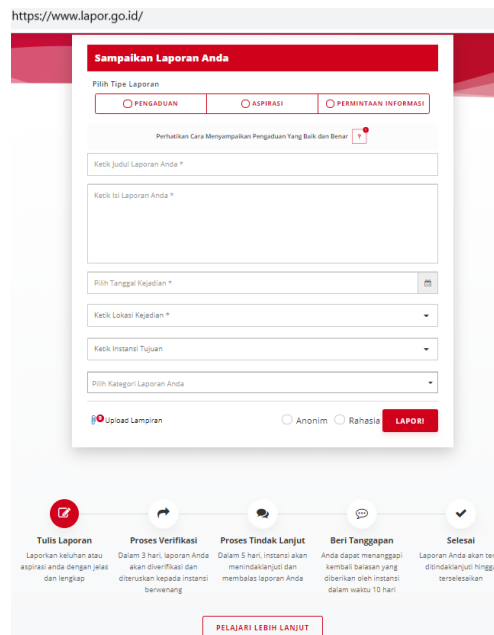 https://www.lapor.go.id/
Sampaikan Laporan Anda
Pilih Tipe Laporan
PENGADUAN ASPIRASI PERMINTAAN INFORMASI
Perhatikan Cara Menyampaikan Pengaduan Yang Baik dan Benar ?
Ketik Judul Laporan Anda *
Ketik Isi Laporan Anda *
Pilih Tanggal Kejadian *
Ketik Lokasi Kejadian *
Ketik Instansi Tujuan
Pilih Kategori Laporan Anda
Upload Lampiran Anonim Rahasia LAPOR!
Tulis Laporan
Laporkan keluhan atau
aspirasi anda dengan jelas
dan lengkap
Proses Verifikasi
Dalam 3 hari, laporan Anda
akan diverifikasi dan
diteruskan kepada instansi
berwenang
Proses Tindak Lanjut
Dalam 5 hari, instansi akan
menindaklanjuti dan
membalas laporan Anda
Beri Tanggapan
Anda dapat menanggapi
kembali balasan yang
diberikan oleh instansi
dalam waktu 10 hari
Selesai
Laporan Anda akan
ditindaklanjuti hingga
terselesaikan
PELAJARI LEBIH LANJUT